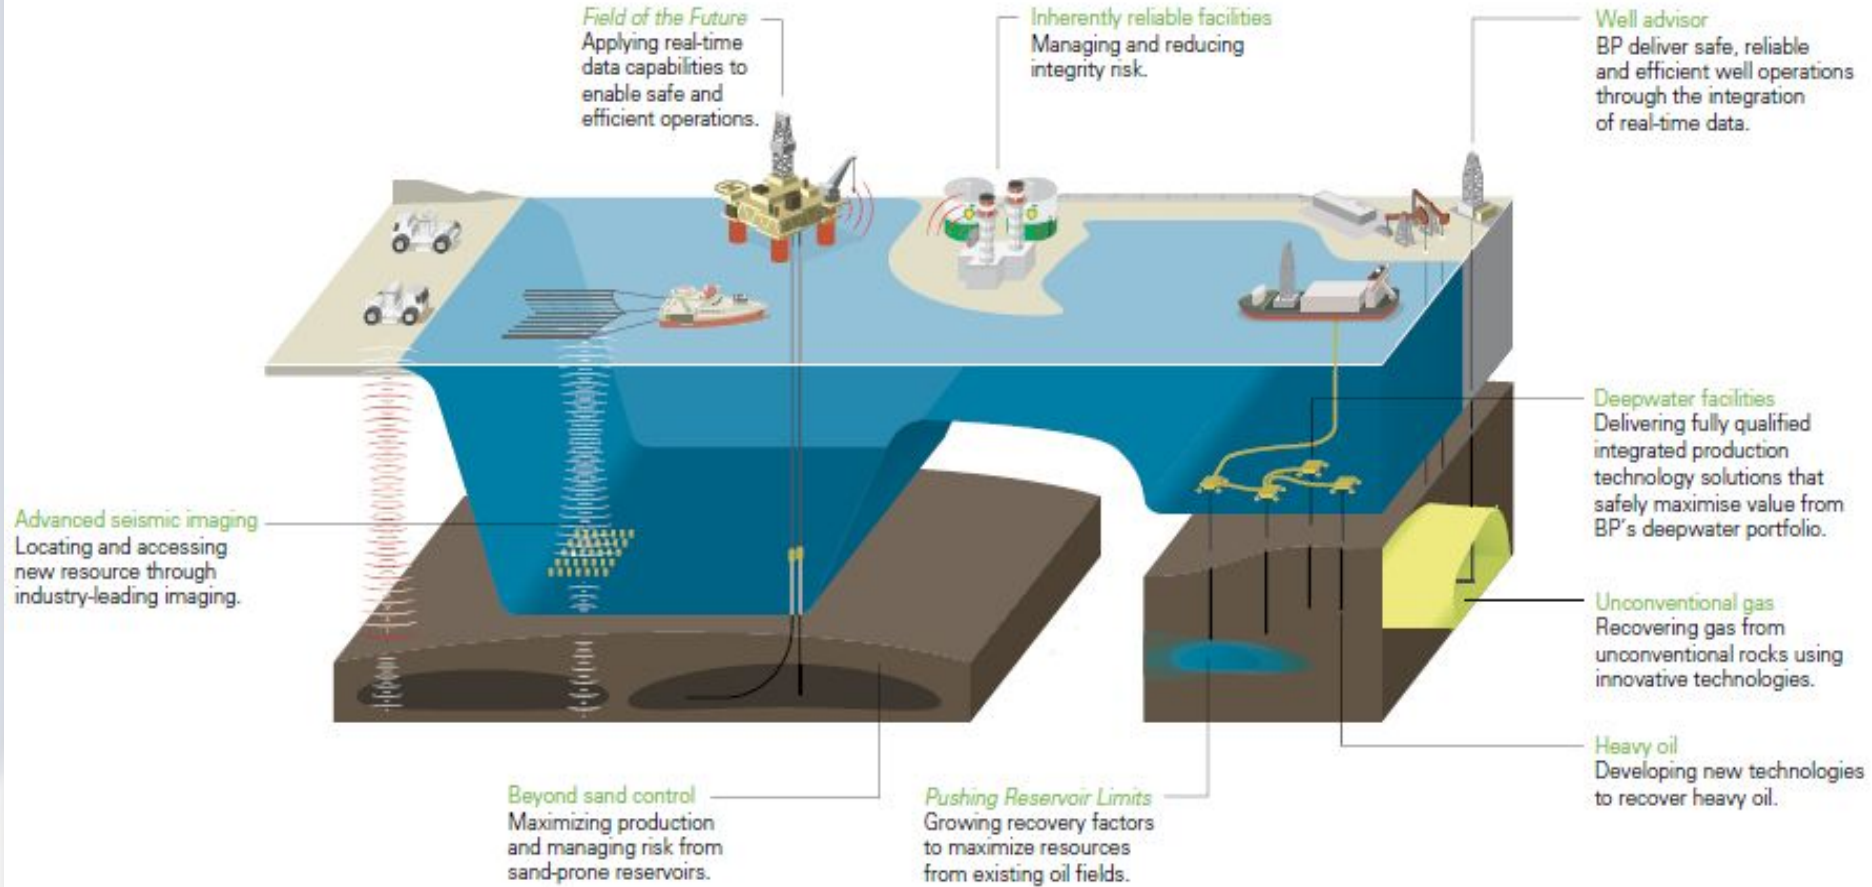 Field of the Future
Applying real-time
data capabilities to
enable safe and
efficient operations.
Inherently reliable facilities
Managing and reducing
integrity risk.
Well advisor
BP deliver safe, reliable
and efficient well operations
through the integration
of real-time data.
Advanced seismic imaging
Locating and accessing
new resource through
industry-leading imaging.
Deepwater facilities
Delivering fully qualified
integrated production
technology solutions that
safely maximise value from
BP's deepwater portfolio.
Unconventional gas
Recovering gas from
unconventional rocks using
innovative technologies.
Heavy oil
Developing new technologies
to recover heavy oil.
Beyond sand control
Maximizing production
and managing risk from
sand-prone reservoirs.
Pushing Reservoir Limits
Growing recovery factors
to maximize resources
from existing oil fields.